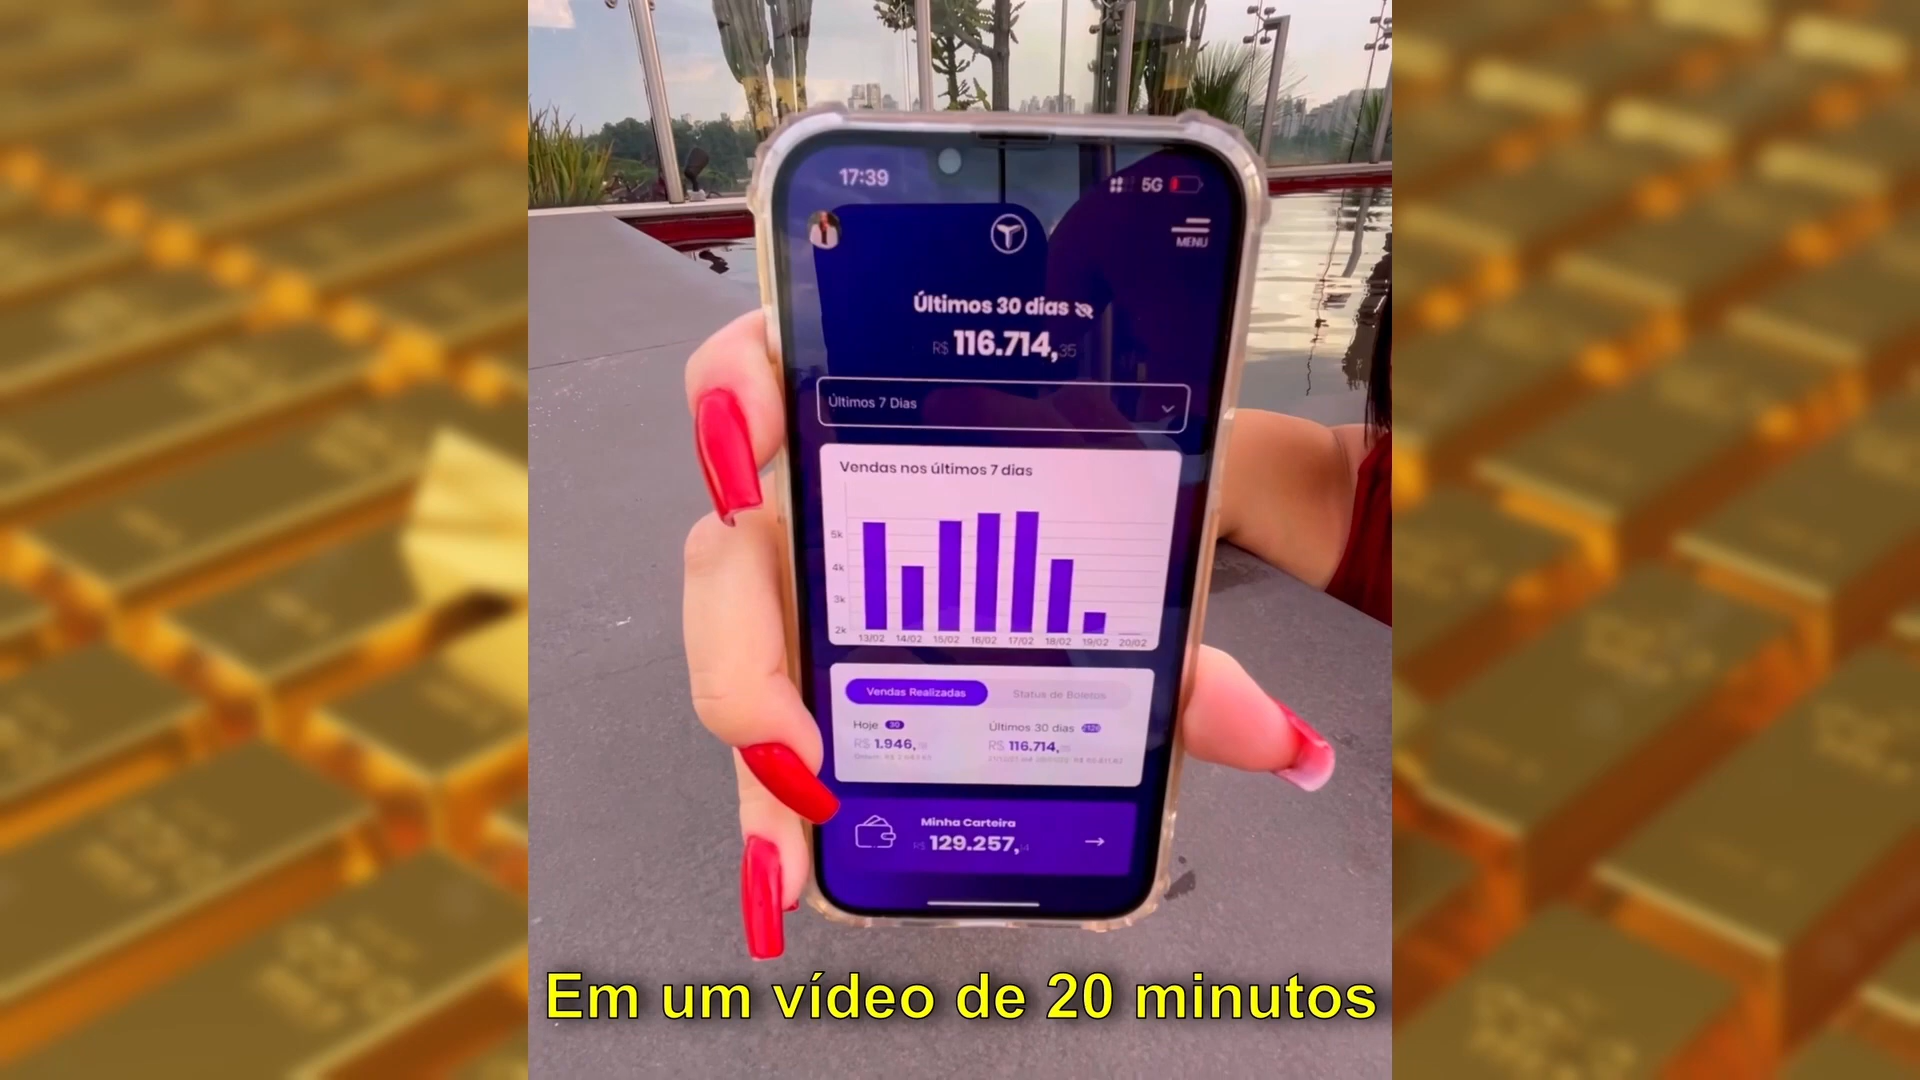 17:39
5G
MENU
Últimos 30 dias
R$ 116.714,35
Últimos 7 Dias
Vendas nos últimos 7 dias
5k
4k
3k
2k
13/02 14/02 15/02 16/02 17/02 18/02 19/02 20/02
Vendas Realizadas Status de Boletos
Hoje 30 Últimos 30 dias
R$ 1.946, R$ 116.714,
Minha Carteira
R$ 129.257,
Em um vídeo de 20 minutos